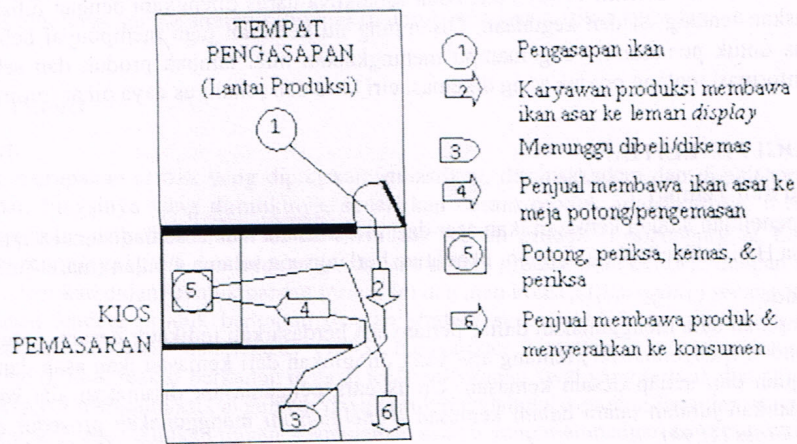 TEMPAT
PENGASAPAN
(Lantai Produksi)
1
2
5
4
KIOS
PEMASARAN
3
6
1 Pengasapan ikan
2 Karyawan produksi membawa
ikan asar ke lemari display
3 Menunggu dibeli/dikemas
4 Penjual membawa ikan asar ke
meja potong/pengemasan
5 Potong, periksa, kemas, &
periksa
6 Penjual membawa produk &
menyerahkan ke konsumen